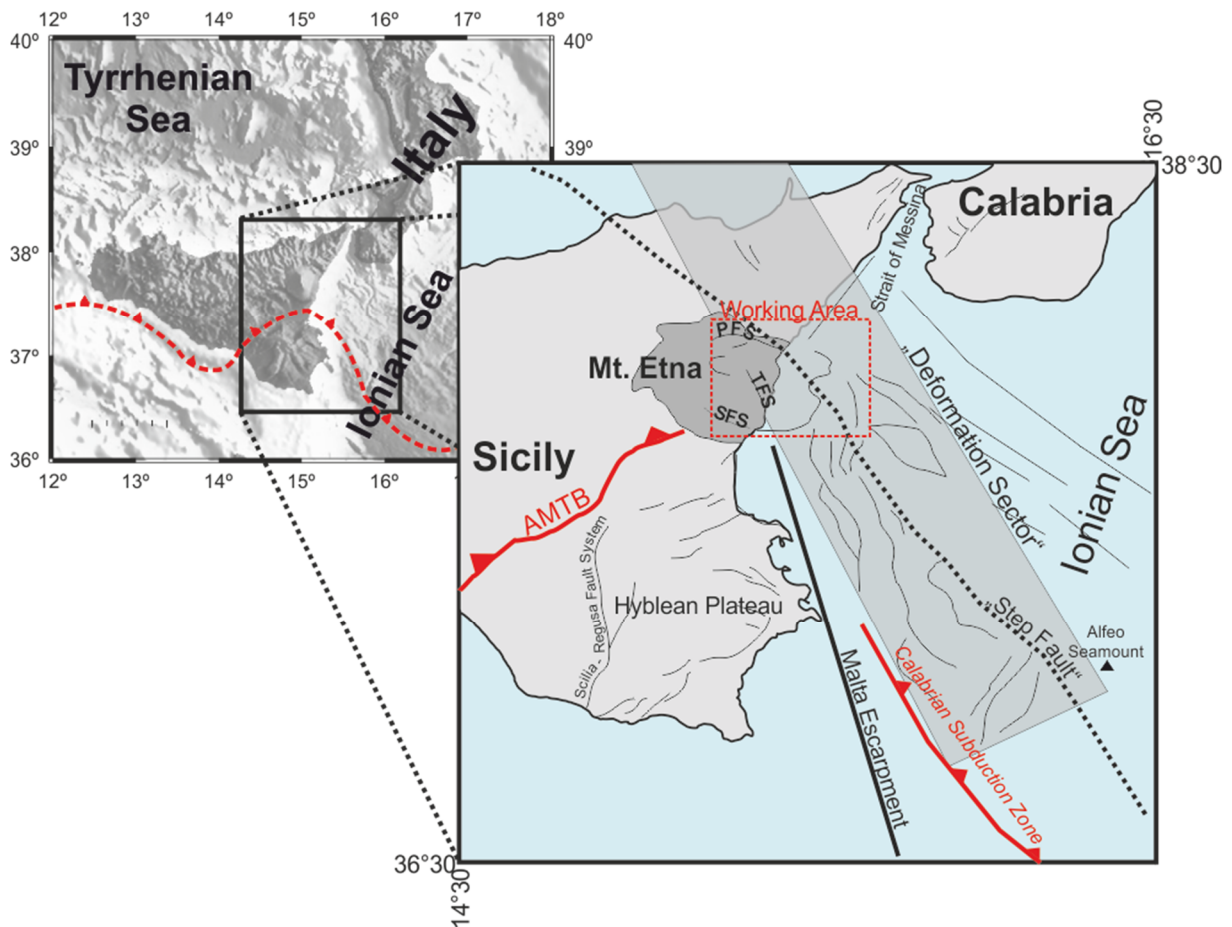 12° 13° 14° 15° 16° 17° 18°
40° 40°
Tyrrhenian
Sea
Italy
39° 39°
38°
37°
36°
Ionian Sea
12° 13° 14° 15° 16°
16°30
38°30
Calabria
Strait of Messina
Working Area
PFS
Mt. Etna
TFS
SFS
„Deformation Sector“
Ionian Sea
Sicily
AMTB
Scilia - Regusa Fault System
Hyblean Plateau
„Step Fault“
Alfeo
Seamount
Malta Escarpment
Calabrian Subduction Zone
36°30
14°30